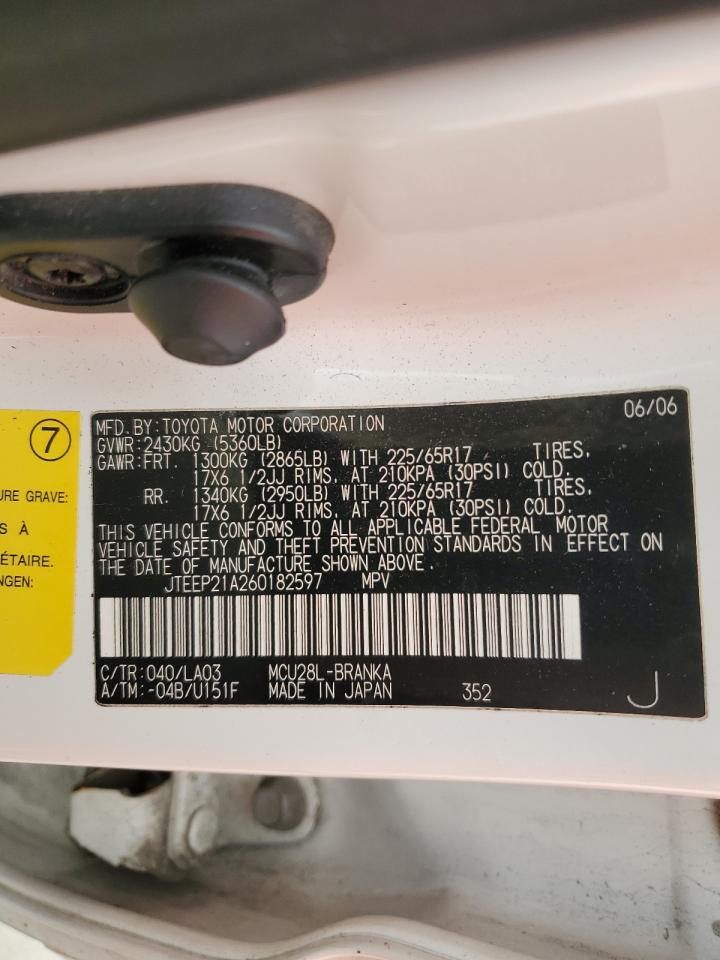 MFD.BY:TOYOTA MOTOR CORPORATION 06/06
GVWR:2430KG (5360LB)
GAWR:FRT. 1300KG (2865LB) WITH 225/65R17 TIRES.
17X6 1/2JJ RIMS, AT 210KPA (30PSI) COLD.
RR. 1340KG (2950LB) WITH 225/65R17 TIRES.
17X6 1/2JJ RIMS, AT 210KPA (30PSI) COLD.
THIS VEHICLE CONFORMS TO ALL APPLICABLE FEDERAL MOTOR
VEHICLE SAFETY AND THEFT PREVENTION STANDARDS IN EFFECT ON
THE DATE OF MANUFACTURE SHOWN ABOVE.
JTEEP21A260182597 MPV
C/TR:040/LA03 MCU28L-BRANKA
A/TM:-04B/U151F MADE IN JAPAN 352 J
7
URE GRAVE:
S À
ÉTAIRE.
NGEN: